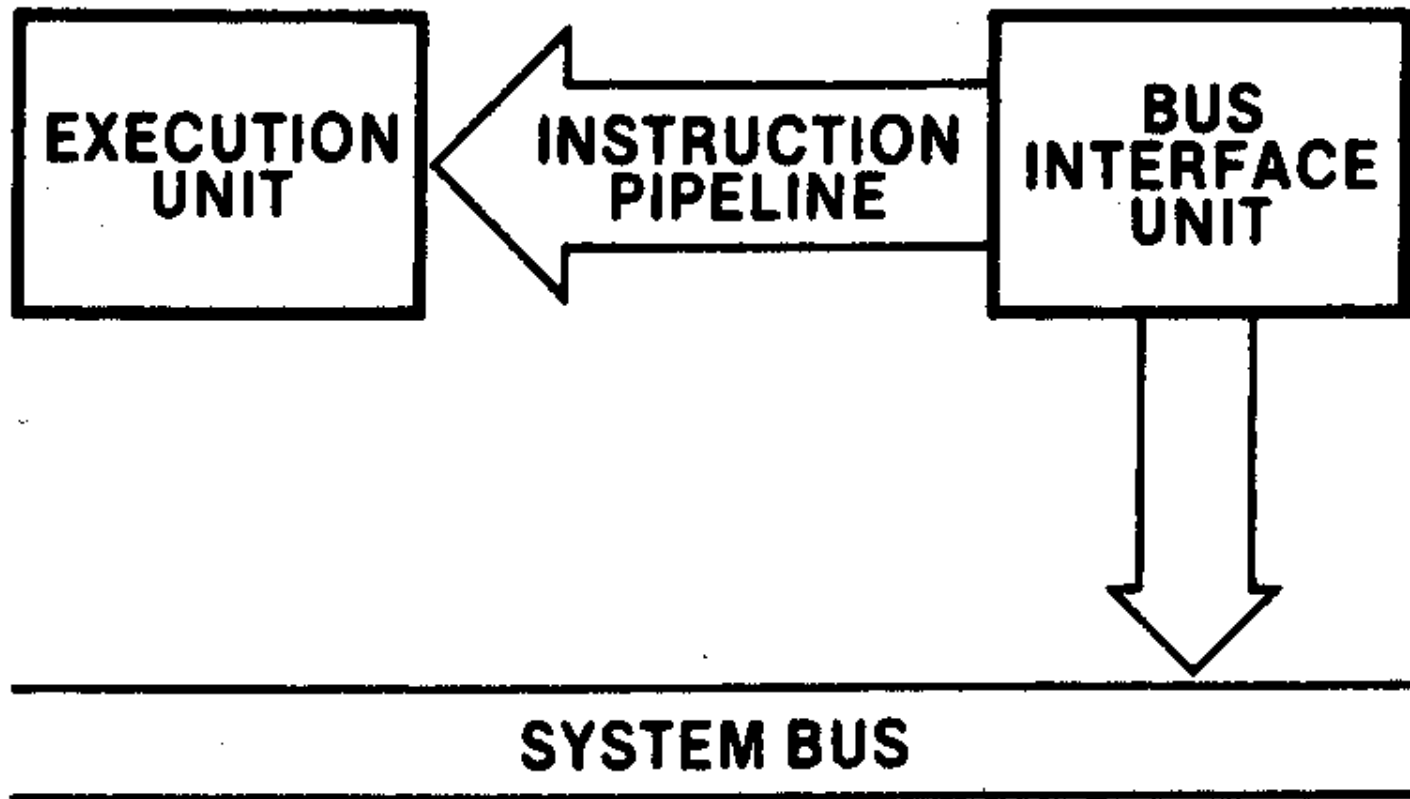 EXECUTION
UNIT
INSTRUCTION
PIPELINE
BUS
INTERFACE
UNIT
SYSTEM BUS